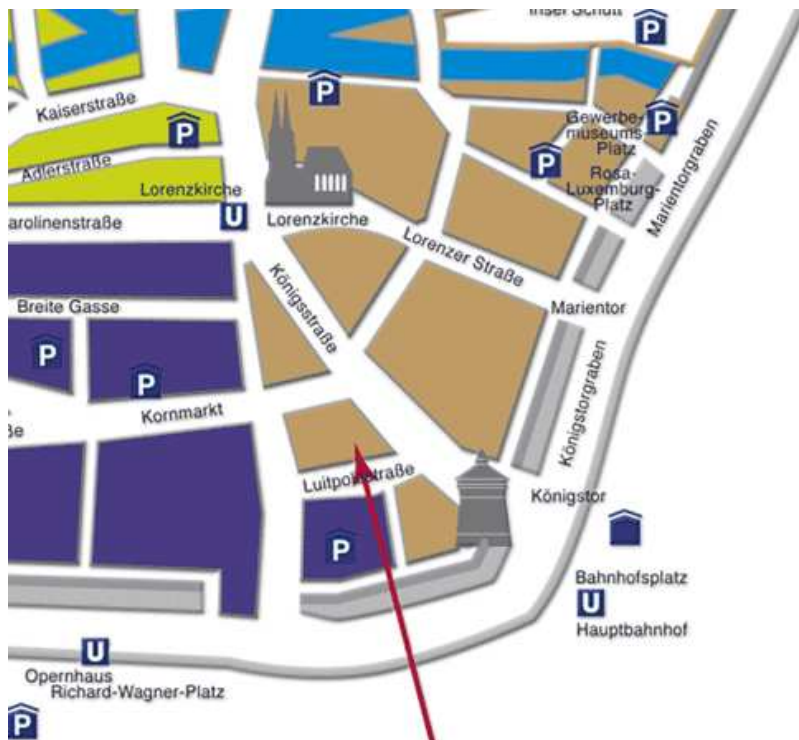 Insel Schütt
P
P
Kaiserstraße
P
Gewerbe-
museums
Platz
P
P
Adlerstraße
Rosa-
Luxemburg-
Platz
Marientorgraben
Lorenzkirche
U
Lorenzkirche
arolinenstraße
Lorenzer Straße
Königsstraße
Breite Gasse
Marientor
P
P
Königstorgraben
Kornmarkt
ße
Luitpoldstraße
Königstor
P
Bahnhofsplatz
U
Hauptbahnhof
U
Opernhaus
Richard-Wagner-Platz
P